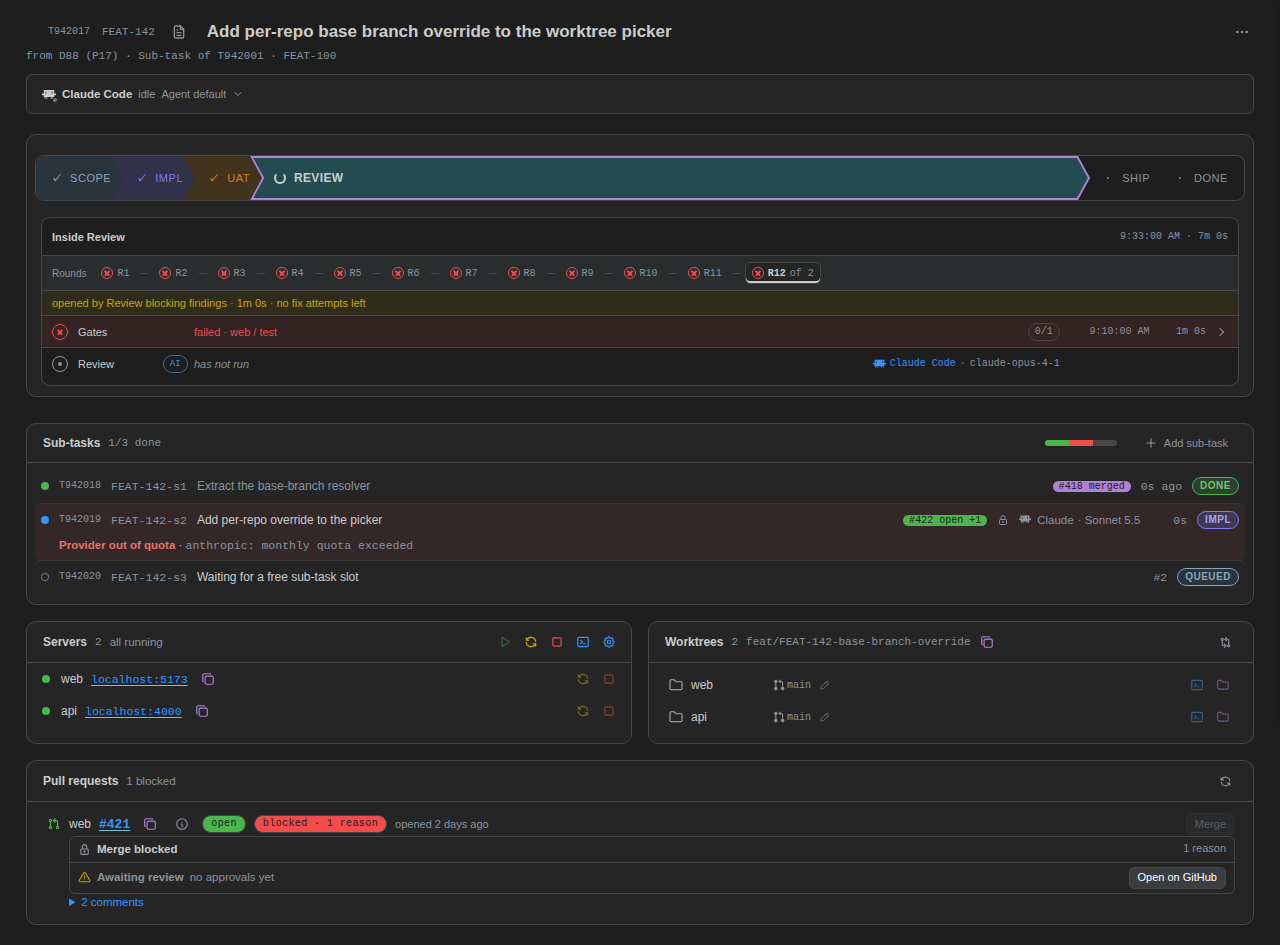 T942017 FEAT-142 Add per-repo base branch override to the worktree picker
from D88 (P17) · Sub-task of T942001 · FEAT-100
Claude Code idle Agent default
SCOPE IMPL UAT REVIEW SHIP DONE
Inside Review 9:33:00 AM · 7m 0s
Rounds R1 — R2 — R3 — R4 — R5 — R6 — R7 — R8 — R9 — R10 — R11 — R12 of 2
opened by Review blocking findings · 1m 0s · no fix attempts left
Gates failed · web / test 0/1 9:10:00 AM 1m 0s
Review AI has not run Claude Code · claude-opus-4-1
Sub-tasks 1/3 done Add sub-task
T942018 FEAT-142-s1 Extract the base-branch resolver #418 merged 0s ago DONE
T942019 FEAT-142-s2 Add per-repo override to the picker #422 open +1 Claude · Sonnet 5.5 0s IMPL
Provider out of quota · anthropic: monthly quota exceeded
T942020 FEAT-142-s3 Waiting for a free sub-task slot #2 QUEUED
Servers 2 all running
web localhost:5173
api localhost:4000
Worktrees 2 feat/FEAT-142-base-branch-override
web main
api main
Pull requests 1 blocked
web #421 open blocked · 1 reason opened 2 days ago Merge
Merge blocked 1 reason
Awaiting review no approvals yet Open on GitHub
2 comments